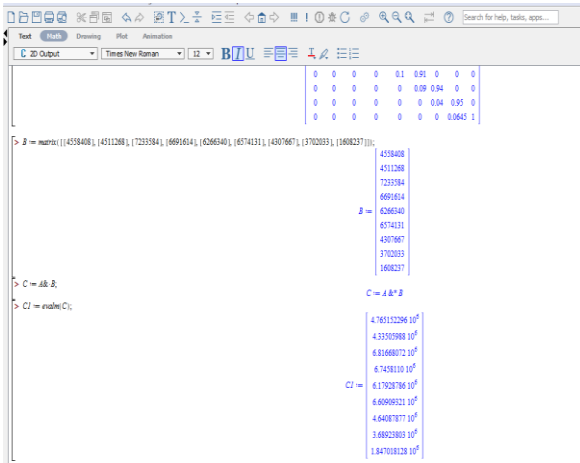 Search for help, tasks, apps...
Text Math Drawing Plot Animation
C 2D Output Times New Roman 12 B I U
0 0 0 0 0.1 0.91 0 0 0
0 0 0 0 0 0.09 0.94 0 0
0 0 0 0 0 0 0.04 0.95 0
0 0 0 0 0 0 0 0.0645 1
> B := matrix([[4558408], [4511268], [7233584], [6691614], [6266340], [6574131], [4307667], [3702033], [1608237]]);
4558408
4511268
7233584
6691614
B := 6266340
6574131
4307667
3702033
1608237
> C := A&·B;
C := A &* B
> C1 := evalm(C);
4.765152296 10^6
4.33505988 10^6
6.81668072 10^6
6.7458110 10^6
C1 := 6.17928786 10^6
6.60909321 10^6
4.64087877 10^6
3.68923803 10^6
1.847018128 10^6